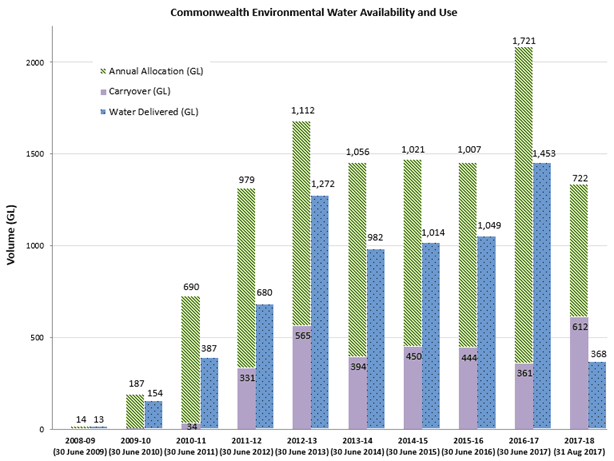 Commonwealth Environmental Water Availability and Use
Volume (GL)
2000
1500
1000
500
0
Annual Allocation (GL)
Carryover (GL)
Water Delivered (GL)
14 13
187 154
690 34 387
979 331 680
1,112 565 1,272
1,056 394 982
1,021 450 1,014
1,007 444 1,049
1,721 361 1,453
722 612 368
2008-09 2009-10 2010-11 2011-12 2012-13 2013-14 2014-15 2015-16 2016-17 2017-18
(30 June 2009) (30 June 2010) (30 June 2011) (30 June 2012) (30 June 2013) (30 June 2014) (30 June 2015) (30 June 2016) (30 June 2017) (31 Aug 2017)